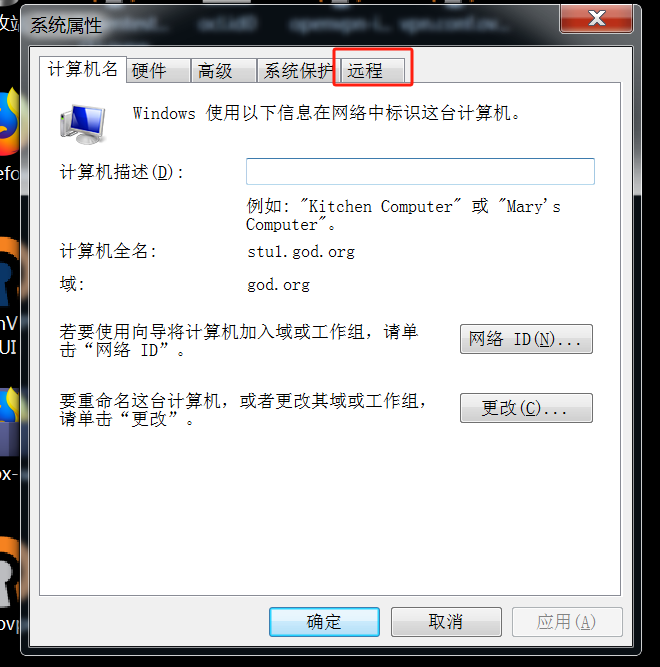 系统属性
计算机名 硬件 高级 系统保护 远程
Windows 使用以下信息在网络中标识这台计算机。
计算机描述(D):
例如: "Kitchen Computer" 或 "Mary's
Computer"。
计算机全名: stu1.god.org
域: god.org
若要使用向导将计算机加入域或工作组，请单
击“网络 ID”。
网络 ID(N)...
要重命名这台计算机，或者更改其域或工作组，
请单击“更改”。
更改(C)...
确定 取消 应用(A)